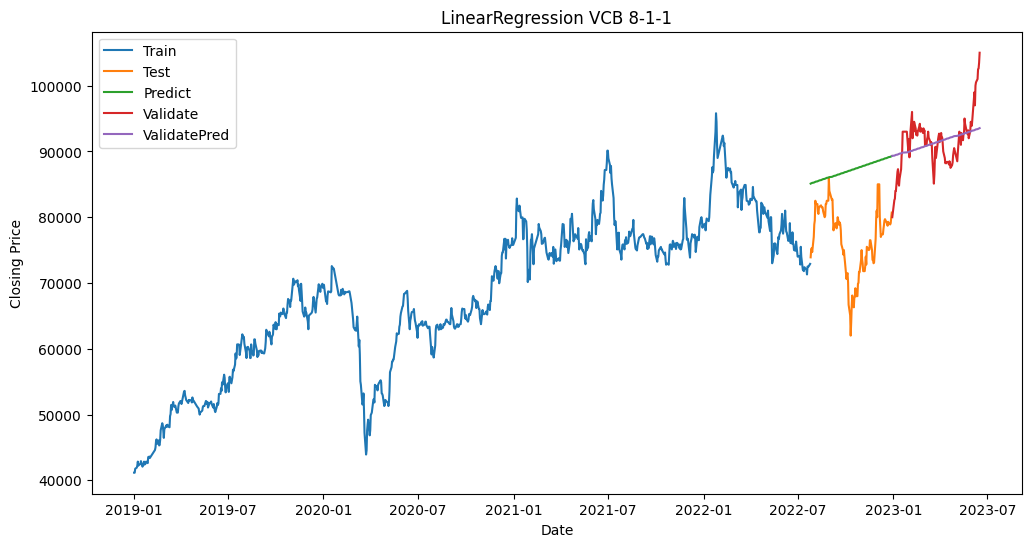 LinearRegression VCB 8-1-1
Train
Test
Predict
Validate
ValidatePred
Closing Price
100000
90000
80000
70000
60000
50000
40000
2019-01 2019-07 2020-01 2020-07 2021-01 2021-07 2022-01 2022-07 2023-01 2023-07
Date